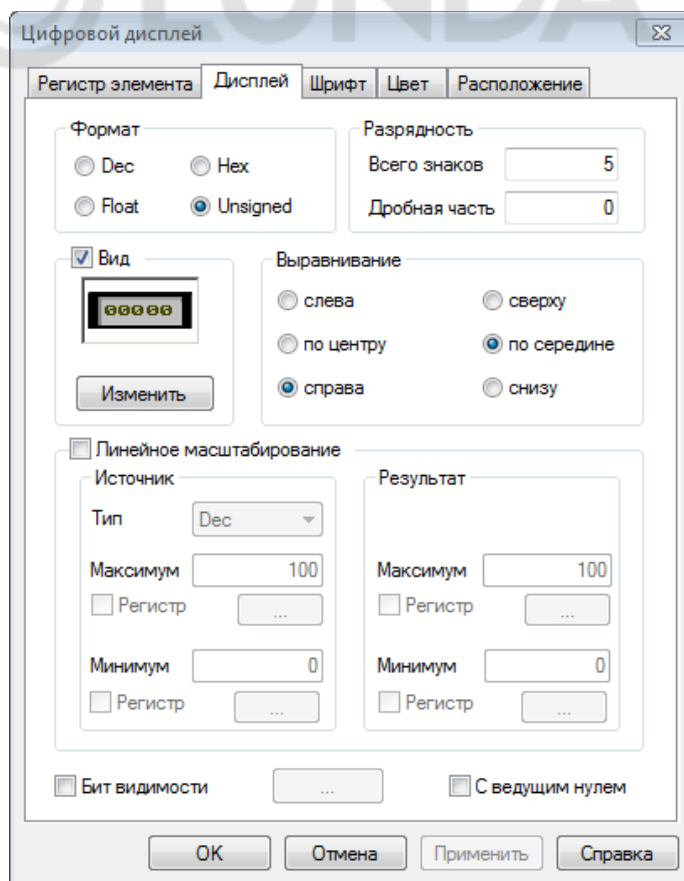 LUNDA
Цифровой дисплей
Регистр элемента Дисплей Шрифт Цвет Расположение
Формат Разрядность
Dec Hex Всего знаков 5
Float Unsigned Дробная часть 0
Вид Выравнивание
00000 слева сверху
по центру по середине
Изменить справа снизу
Линейное масштабирование
Источник Результат
Тип Dec
Максимум 100 Максимум 100
Регистр ... Регистр ...
Минимум 0 Минимум 0
Регистр ... Регистр ...
Бит видимости ... С ведущим нулем
OK Отмена Применить Справка